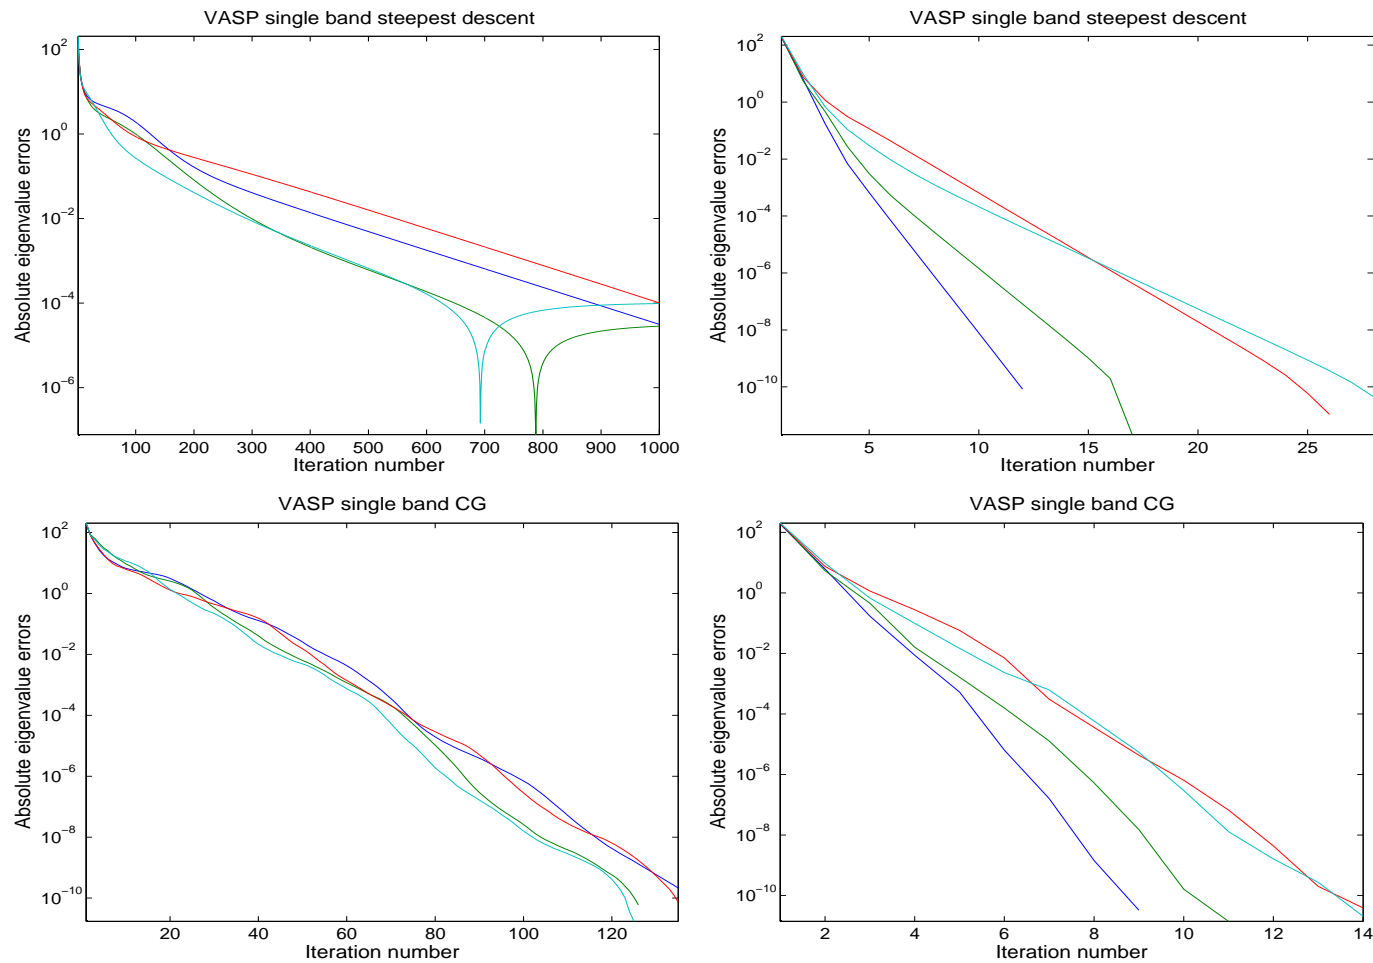 VASP single band steepest descent
Absolute eigenvalue errors
10^2
10^0
10^−2
10^−4
10^−6
100 200 300 400 500 600 700 800 900 1000
Iteration number
VASP single band steepest descent
Absolute eigenvalue errors
10^2
10^0
10^−2
10^−4
10^−6
10^−8
10^−10
5 10 15 20 25
Iteration number
VASP single band CG
Absolute eigenvalue errors
10^2
10^0
10^−2
10^−4
10^−6
10^−8
10^−10
20 40 60 80 100 120
Iteration number
VASP single band CG
Absolute eigenvalue errors
10^2
10^0
10^−2
10^−4
10^−6
10^−8
10^−10
2 4 6 8 10 12 14
Iteration number